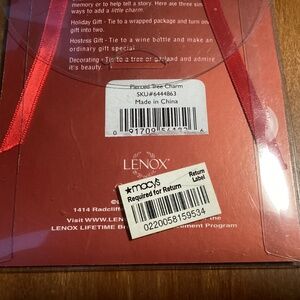 memory or to help tell a story. Here are three sim
ways to add a little charm.
Holiday Gift - Tie to a wrapped package and turn on
gift into two.
Hostess Gift - Tie to a wine bottle and make an
ordinary gift special
Decorating - Tie to a tree or garland and admire
it's beauty.
Pierced Tree Charm
SKU#6444863
Made in China
LENOX
★macy's
Required for Return
Return
Label
0220058159534
1414 Radcliff
Visit WWW.LEN
LENOX LIFETIME
ement Program